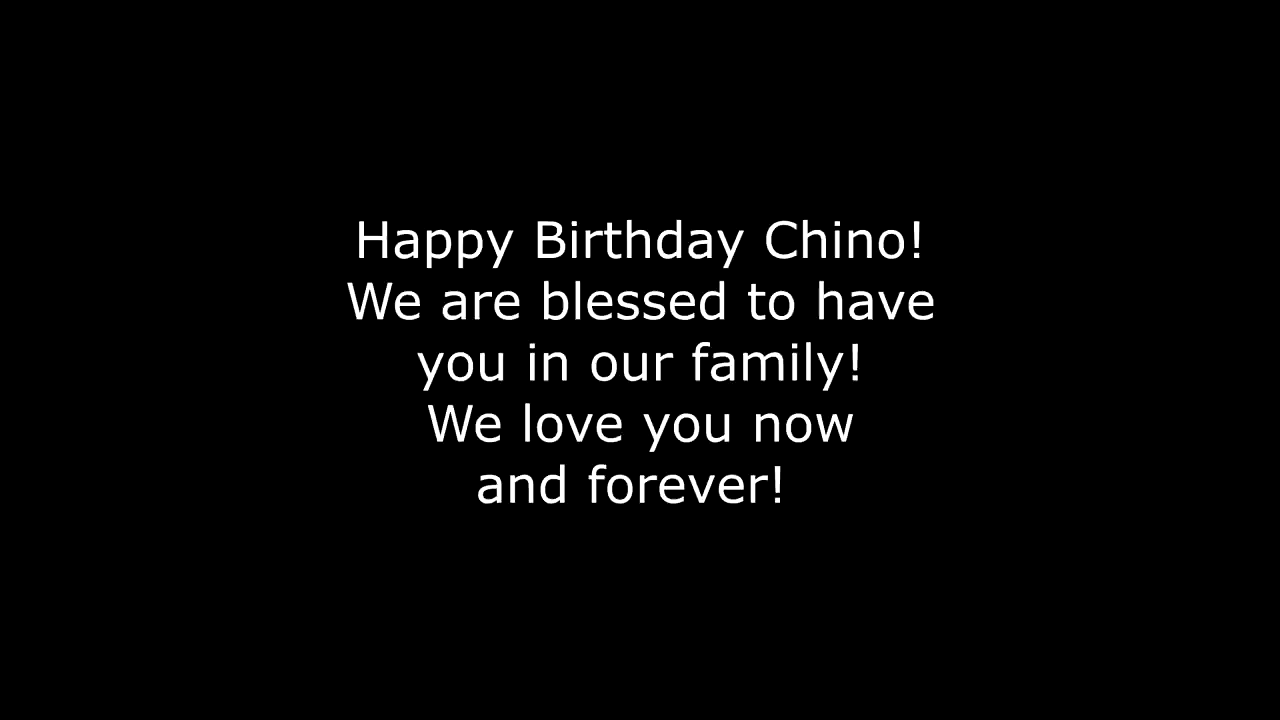 Happy Birthday Chino!
We are blessed to have
you in our family!
We love you now
and forever!